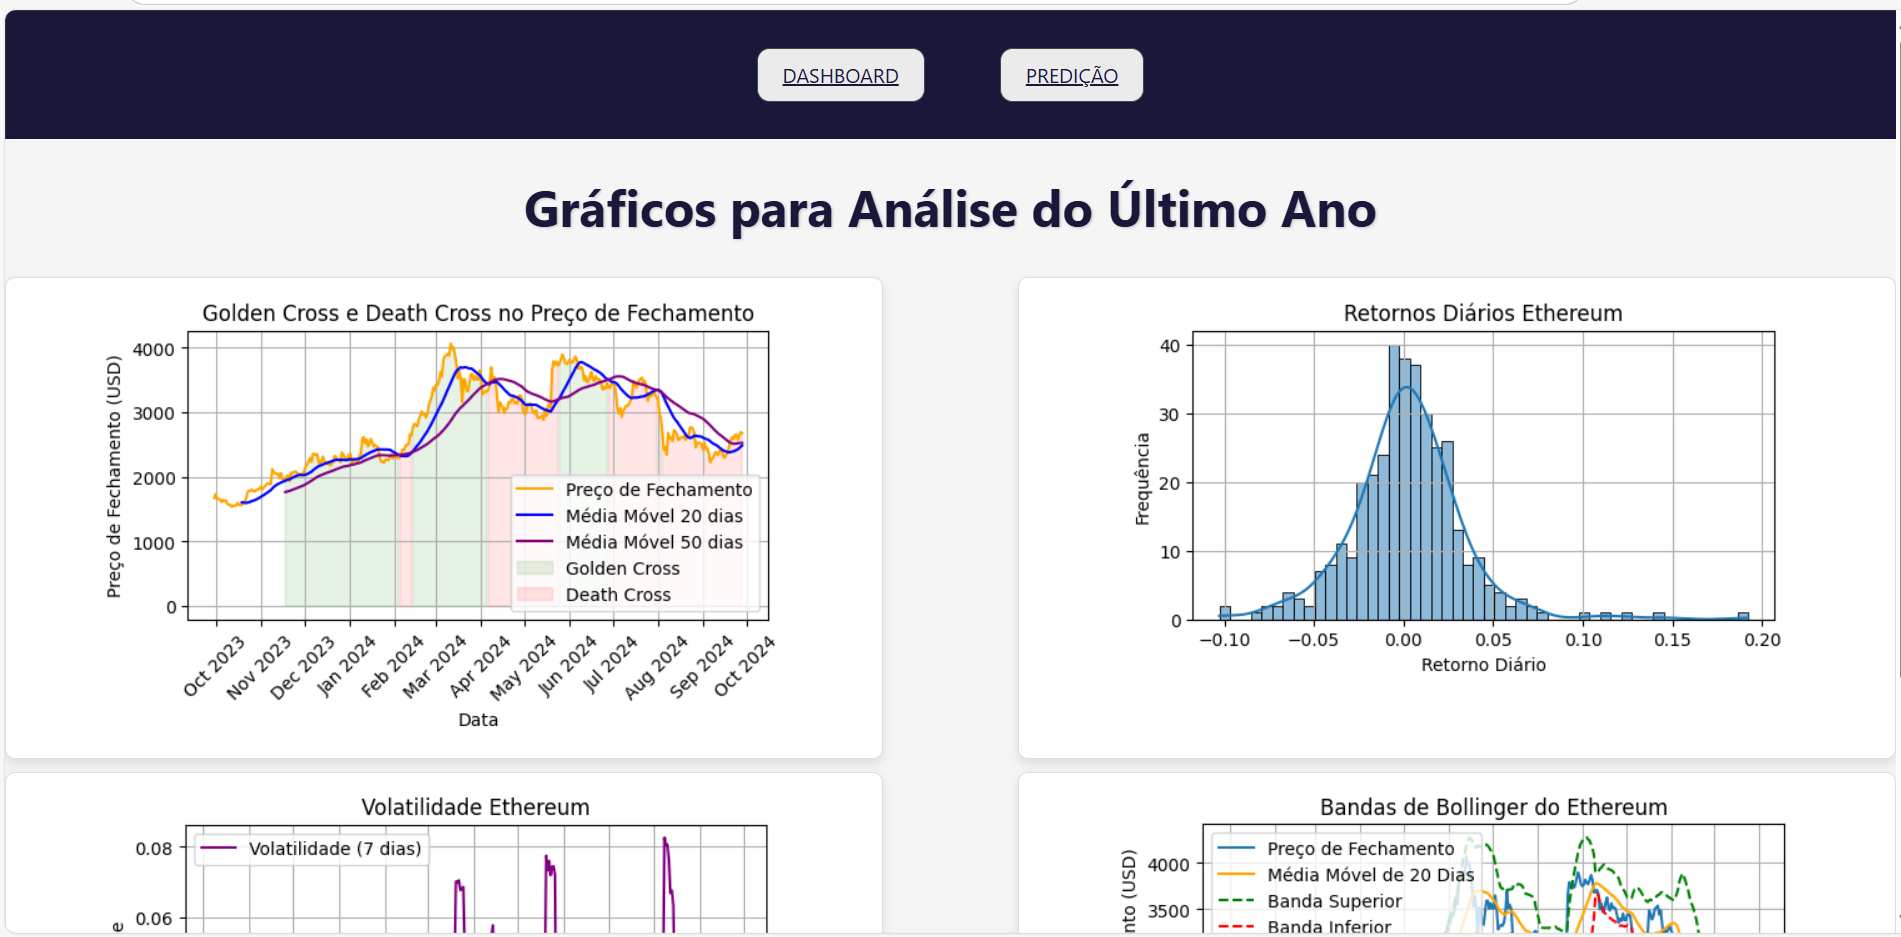 DASHBOARD
PREDIÇÃO
Gráficos para Análise do Último Ano
Golden Cross e Death Cross no Preço de Fechamento
Preço de Fechamento (USD)
4000
3000
2000
1000
0
Preço de Fechamento
Média Móvel 20 dias
Média Móvel 50 dias
Golden Cross
Death Cross
Oct 2023
Nov 2023
Dec 2023
Jan 2024
Feb 2024
Mar 2024
Apr 2024
May 2024
Jun 2024
Jul 2024
Aug 2024
Sep 2024
Oct 2024
Data
Retornos Diários Ethereum
Frequência
40
30
20
10
0
−0.10
−0.05
0.00
0.05
0.10
0.15
0.20
Retorno Diário
Volatilidade Ethereum
Volatilidade (7 dias)
0.08
0.06
e
Bandas de Bollinger do Ethereum
nto (USD)
4000
3500
Preço de Fechamento
Média Móvel de 20 Dias
Banda Superior
Banda Inferior